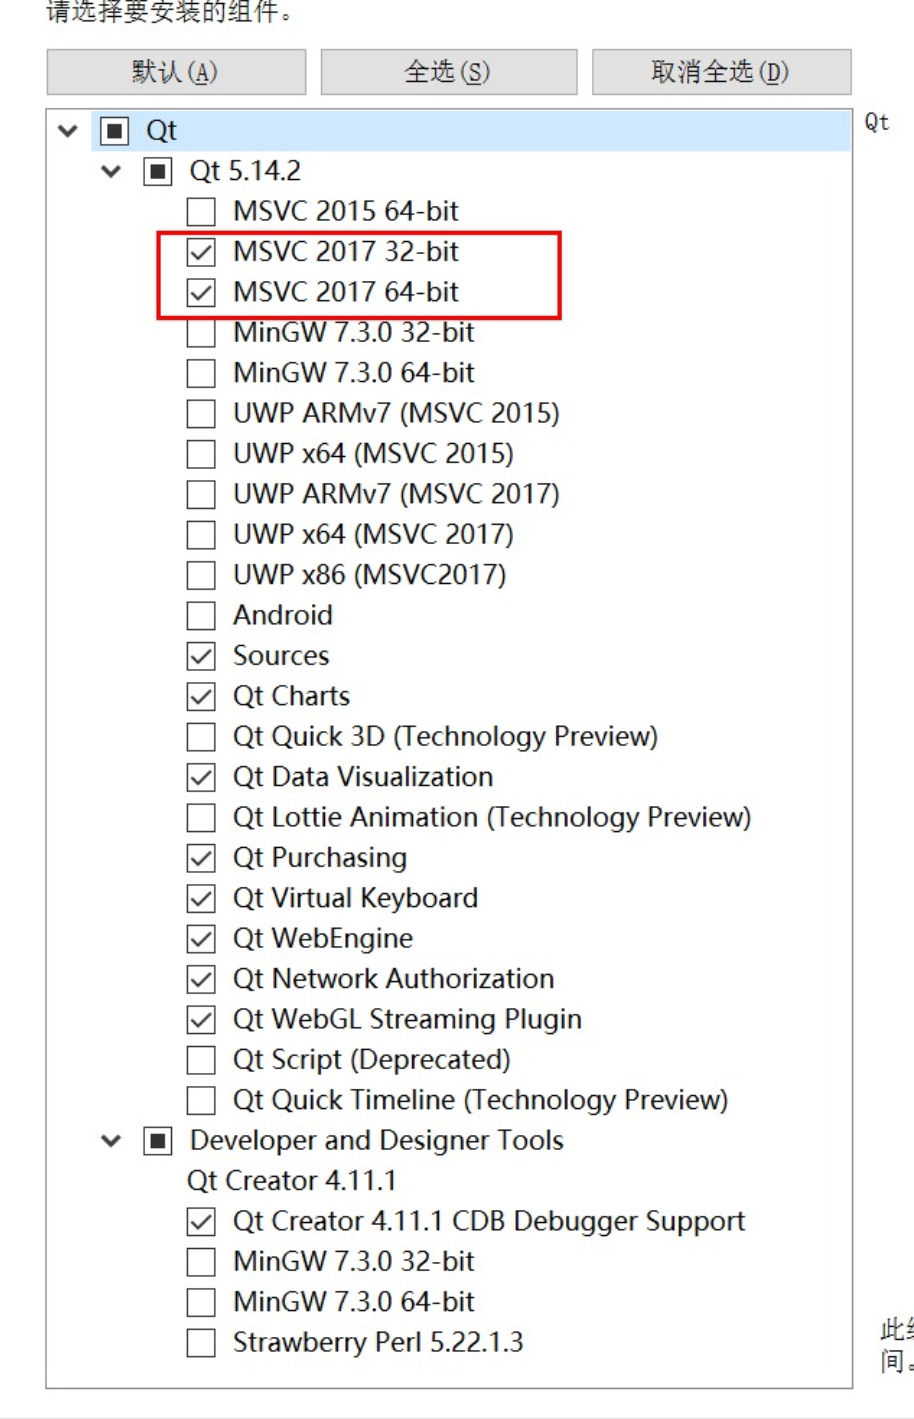 请选择要安装的组件。
默认(A) 全选(S) 取消全选(D)
Qt
Qt
Qt 5.14.2
MSVC 2015 64-bit
MSVC 2017 32-bit
MSVC 2017 64-bit
MinGW 7.3.0 32-bit
MinGW 7.3.0 64-bit
UWP ARMv7 (MSVC 2015)
UWP x64 (MSVC 2015)
UWP ARMv7 (MSVC 2017)
UWP x64 (MSVC 2017)
UWP x86 (MSVC2017)
Android
Sources
Qt Charts
Qt Quick 3D (Technology Preview)
Qt Data Visualization
Qt Lottie Animation (Technology Preview)
Qt Purchasing
Qt Virtual Keyboard
Qt WebEngine
Qt Network Authorization
Qt WebGL Streaming Plugin
Qt Script (Deprecated)
Qt Quick Timeline (Technology Preview)
Developer and Designer Tools
Qt Creator 4.11.1
Qt Creator 4.11.1 CDB Debugger Support
MinGW 7.3.0 32-bit
MinGW 7.3.0 64-bit
Strawberry Perl 5.22.1.3
此
间。